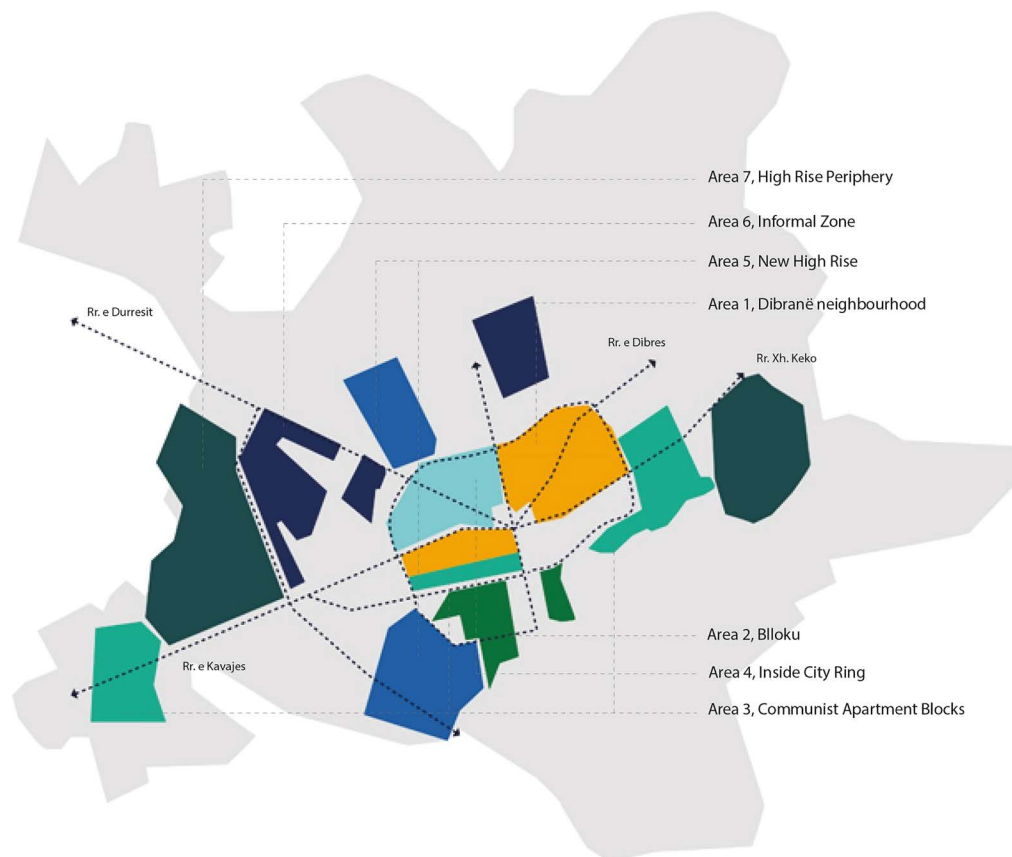 Area 7, High Rise Periphery
Area 6, Informal Zone
Area 5, New High Rise
Area 1, Dibranë neighbourhood
Rr. e Durresit
Rr. e Dibres
Rr. Xh. Keko
Area 2, Blloku
Rr. e Kavajes
Area 4, Inside City Ring
Area 3, Communist Apartment Blocks